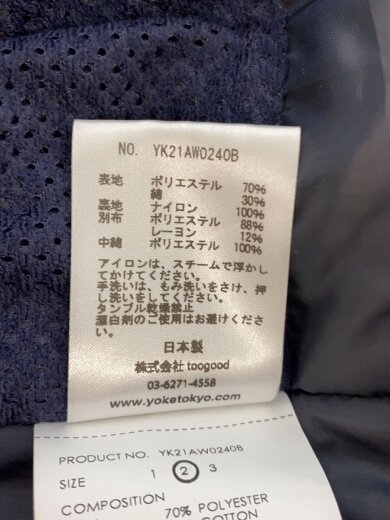 NO. YK21AW0240B
表地 ポリエステル 70%
綿 30%
裏地 ナイロン 100%
別布 ポリエステル 88%
レーヨン 12%
中綿 ポリエステル 100%
アイロンは、スチームで浮かし
てかけてください。
手洗いは、もみ洗いをさけ、押
し洗いをしてください。
タンブル乾燥禁止
漂白剤のご使用はお避けくださ
い。
日本製
株式会社 toogood
03-6271-4558
www.yoketokyo.com
PRODUCT NO. YK21AW0240B
SIZE 1 2 3
COMPOSITION
70% POLYESTER
COTTON